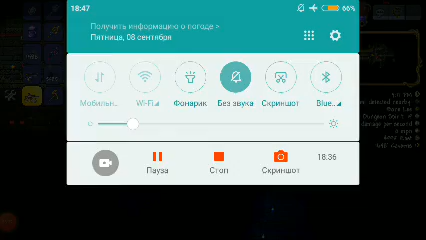 18:47
66%
Получить информацию о погоде >
Пятница, 08 сентября
Мобильн..
Wi-Fi
Фонарик
Без звука
Скриншот
Blue..
Пауза
Стоп
Скриншот
18.36